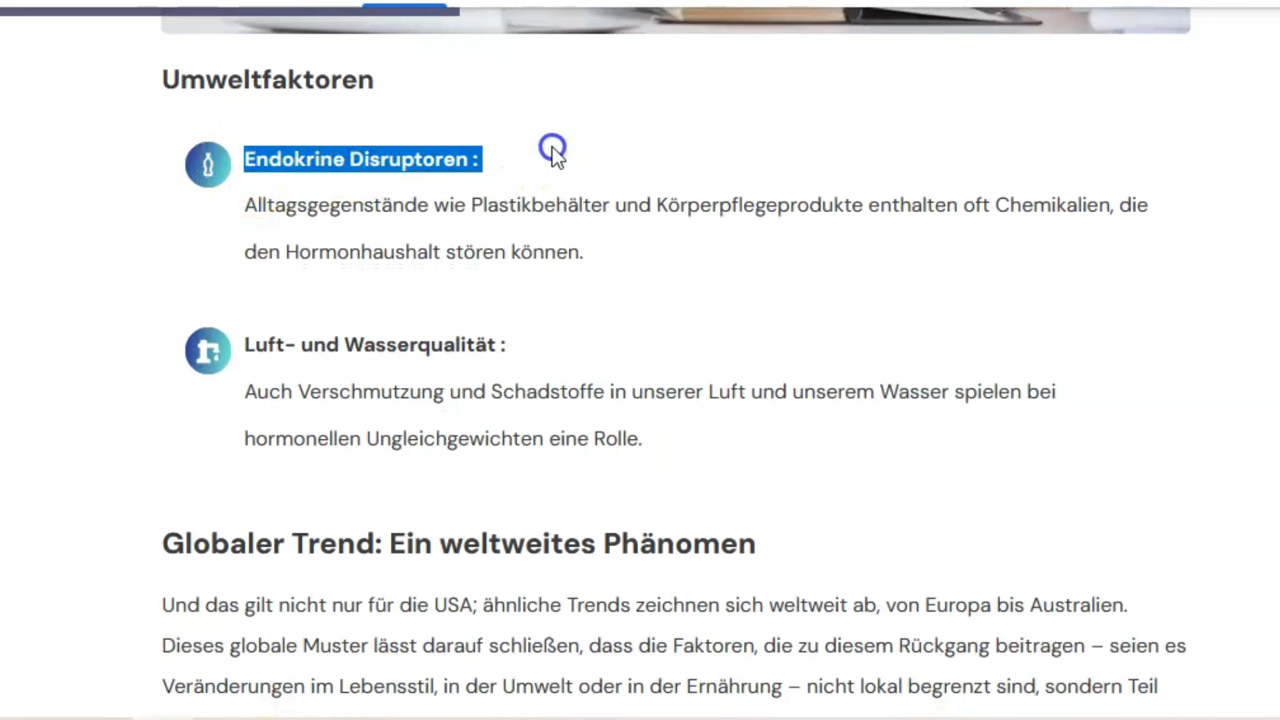 Umweltfaktoren
Endokrine Disruptoren :
Alltagsgegenstände wie Plastikbehälter und Körperpflegeprodukte enthalten oft Chemikalien, die
den Hormonhaushalt stören können.
Luft- und Wasserqualität :
Auch Verschmutzung und Schadstoffe in unserer Luft und unserem Wasser spielen bei
hormonellen Ungleichgewichten eine Rolle.
Globaler Trend: Ein weltweites Phänomen
Und das gilt nicht nur für die USA; ähnliche Trends zeichnen sich weltweit ab, von Europa bis Australien.
Dieses globale Muster lässt darauf schließen, dass die Faktoren, die zu diesem Rückgang beitragen – seien es
Veränderungen im Lebensstil, in der Umwelt oder in der Ernährung – nicht lokal begrenzt sind, sondern Teil